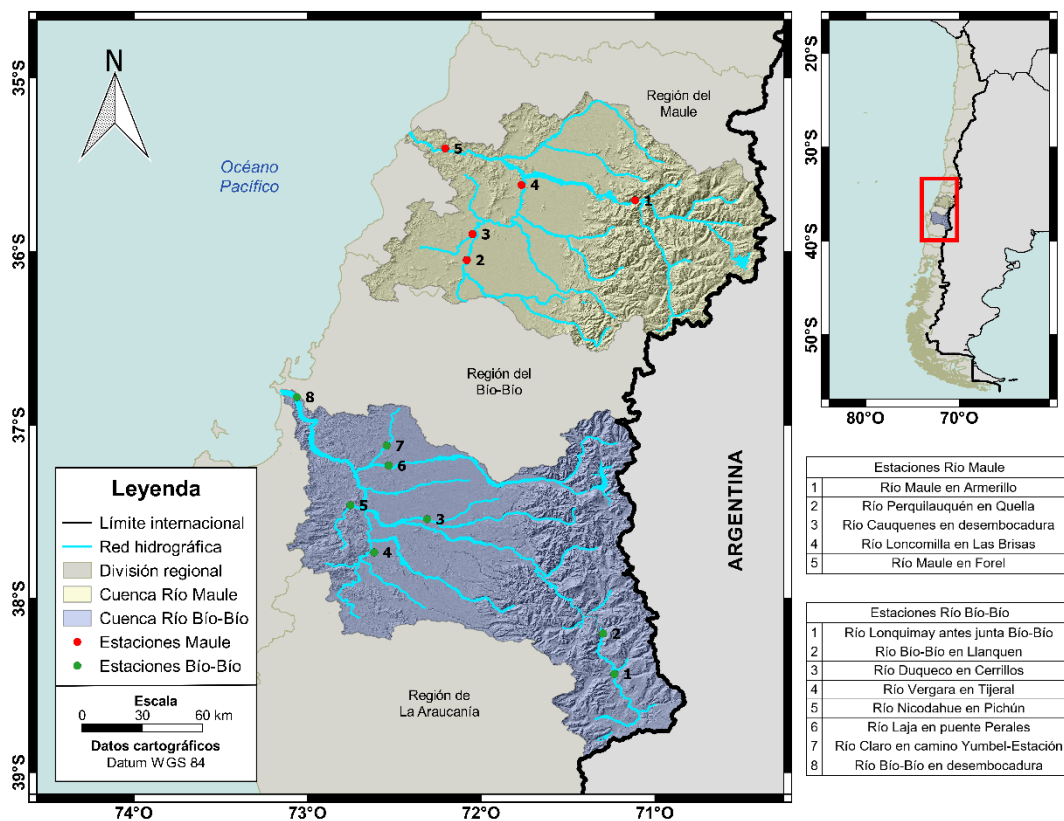 N
Océano
Pacífico
Región del
Maule
5
4
1
3
2
Región del
Bío-Bío
8
7
6
5
3
4
2
1
ARGENTINA
Región de
La Araucanía
35°S
36°S
37°S
38°S
39°S
74°O
73°O
72°O
71°O
Leyenda
Límite internacional
Red hidrográfica
División regional
Cuenca Río Maule
Cuenca Río Bío-Bío
Estaciones Maule
Estaciones Bío-Bío
Escala
0 30 60 km
Datos cartográficos
Datum WGS 84
20°S
30°S
40°S
50°S
80°O
70°O
Estaciones Río Maule
1 Río Maule en Armerillo
2 Río Perquilauquén en Quella
3 Río Cauquenes en desembocadura
4 Río Loncomilla en Las Brisas
5 Río Maule en Forel
Estaciones Río Bío-Bío
1 Río Lonquimay antes junta Bío-Bío
2 Río Bío-Bío en Llanquen
3 Río Duqueco en Cerrillos
4 Río Vergara en Tijeral
5 Río Nicodahue en Pichún
6 Río Laja en puente Perales
7 Río Claro en camino Yumbel-Estación
8 Río Bío-Bío en desembocadura